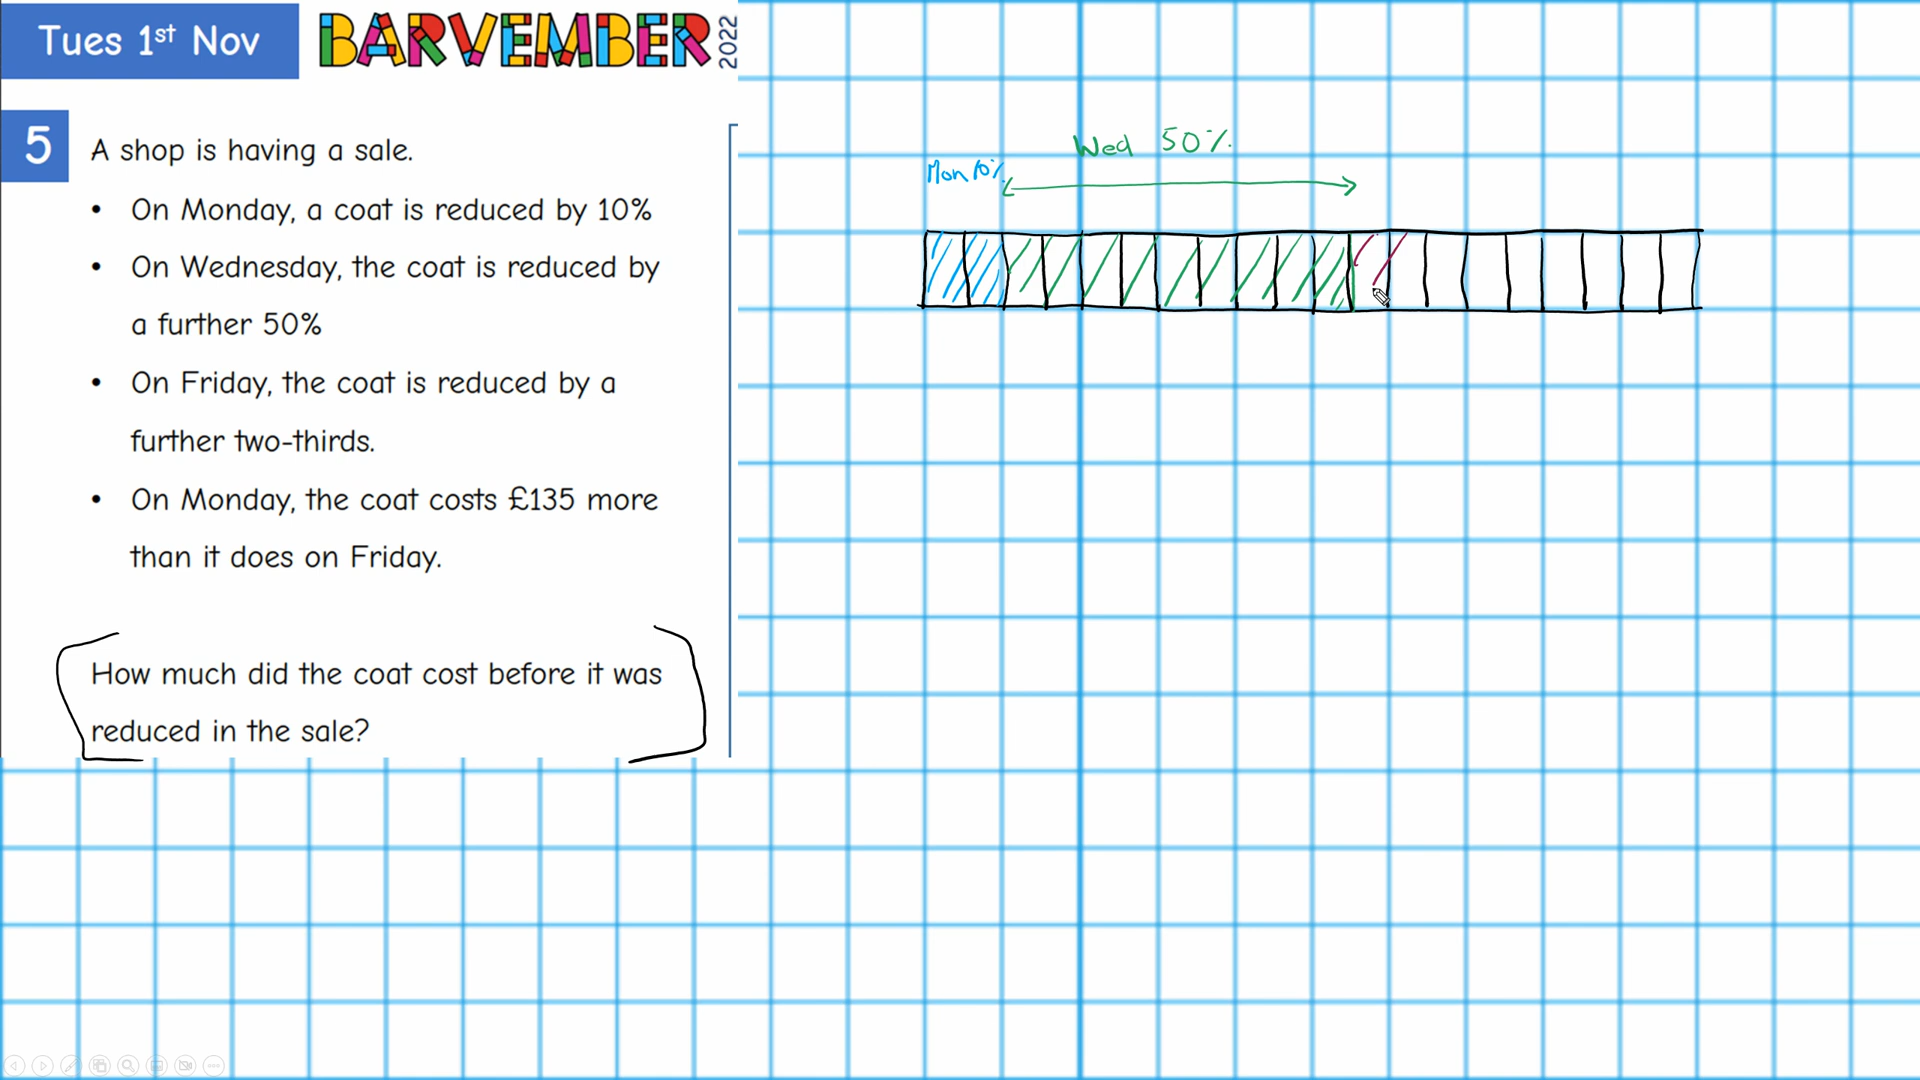 Tues 1st Nov
BARVEMBER 2022
5
A shop is having a sale.
• On Monday, a coat is reduced by 10%
• On Wednesday, the coat is reduced by
a further 50%
• On Friday, the coat is reduced by a
further two-thirds.
• On Monday, the coat costs £135 more
than it does on Friday.
How much did the coat cost before it was
reduced in the sale?
Wed 50%
Mon 10%